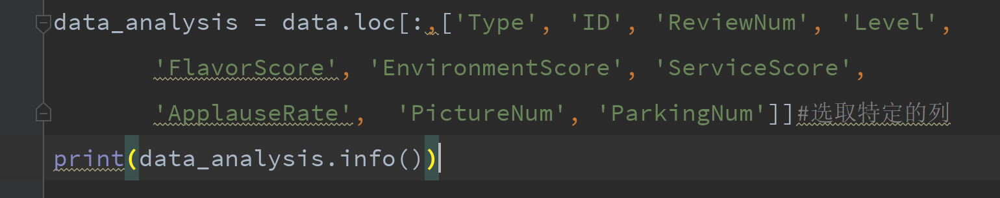 data_analysis = data.loc[:,['Type', 'ID', 'ReviewNum', 'Level',
'FlavorScore', 'EnvironmentScore', 'ServiceScore',
'ApplauseRate',  'PictureNum', 'ParkingNum']]#选取特定的列
print(data_analysis.info())